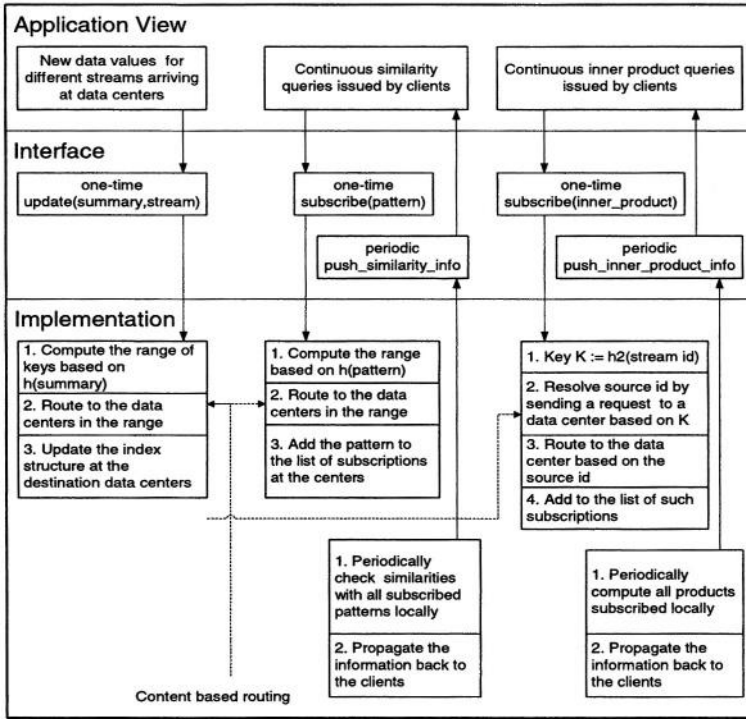 Application View
New data values for
different streams arriving
at data centers
Continuous similarity
queries issued by clients
Continuous inner product queries
issued by clients
Interface
one-time
update(summary,stream)
one-time
subscribe(pattern)
one-time
subscribe(inner_product)
periodic
push_similarity_info
periodic
push_inner_product_info
Implementation
1. Compute the range of
keys based on
h(summary)
2. Route to the data
centers in the range
3. Update the index
structure at the
destination data centers
1. Compute the range
based on h(pattern)
2. Route to the data
centers in the range
3. Add the pattern to
the list of subscriptions
at the centers
1. Key K := h2(stream id)
2. Resolve source id by
sending a request to a
data center based on K
3. Route to the data
center based on the
source id
4. Add to the list of such
subscriptions
1. Periodically
check similarities
with all subscribed
patterns locally
2. Propagate the
information back to
the clients
1. Periodically
compute all products
subscribed locally
2. Propagate the
information back to
the clients
Content based routing